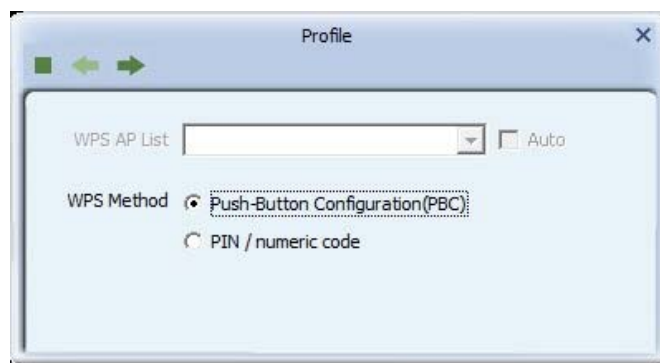 Profile
WPS AP List Auto
WPS Method Push-Button Configuration(PBC)
PIN / numeric code